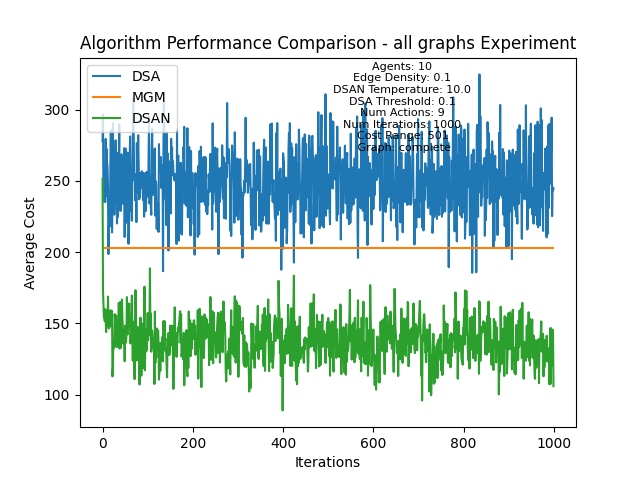 Algorithm Performance Comparison - all graphs Experiment
DSA
MGM
DSAN
Agents: 10
Edge Density: 0.1
DSAN Temperature: 10.0
DSA Threshold: 0.1
Num Actions: 9
Num Iterations: 1000
Cost Range: 501
Graph: complete
Average Cost
300
250
200
150
100
0
200
400
600
800
1000
Iterations